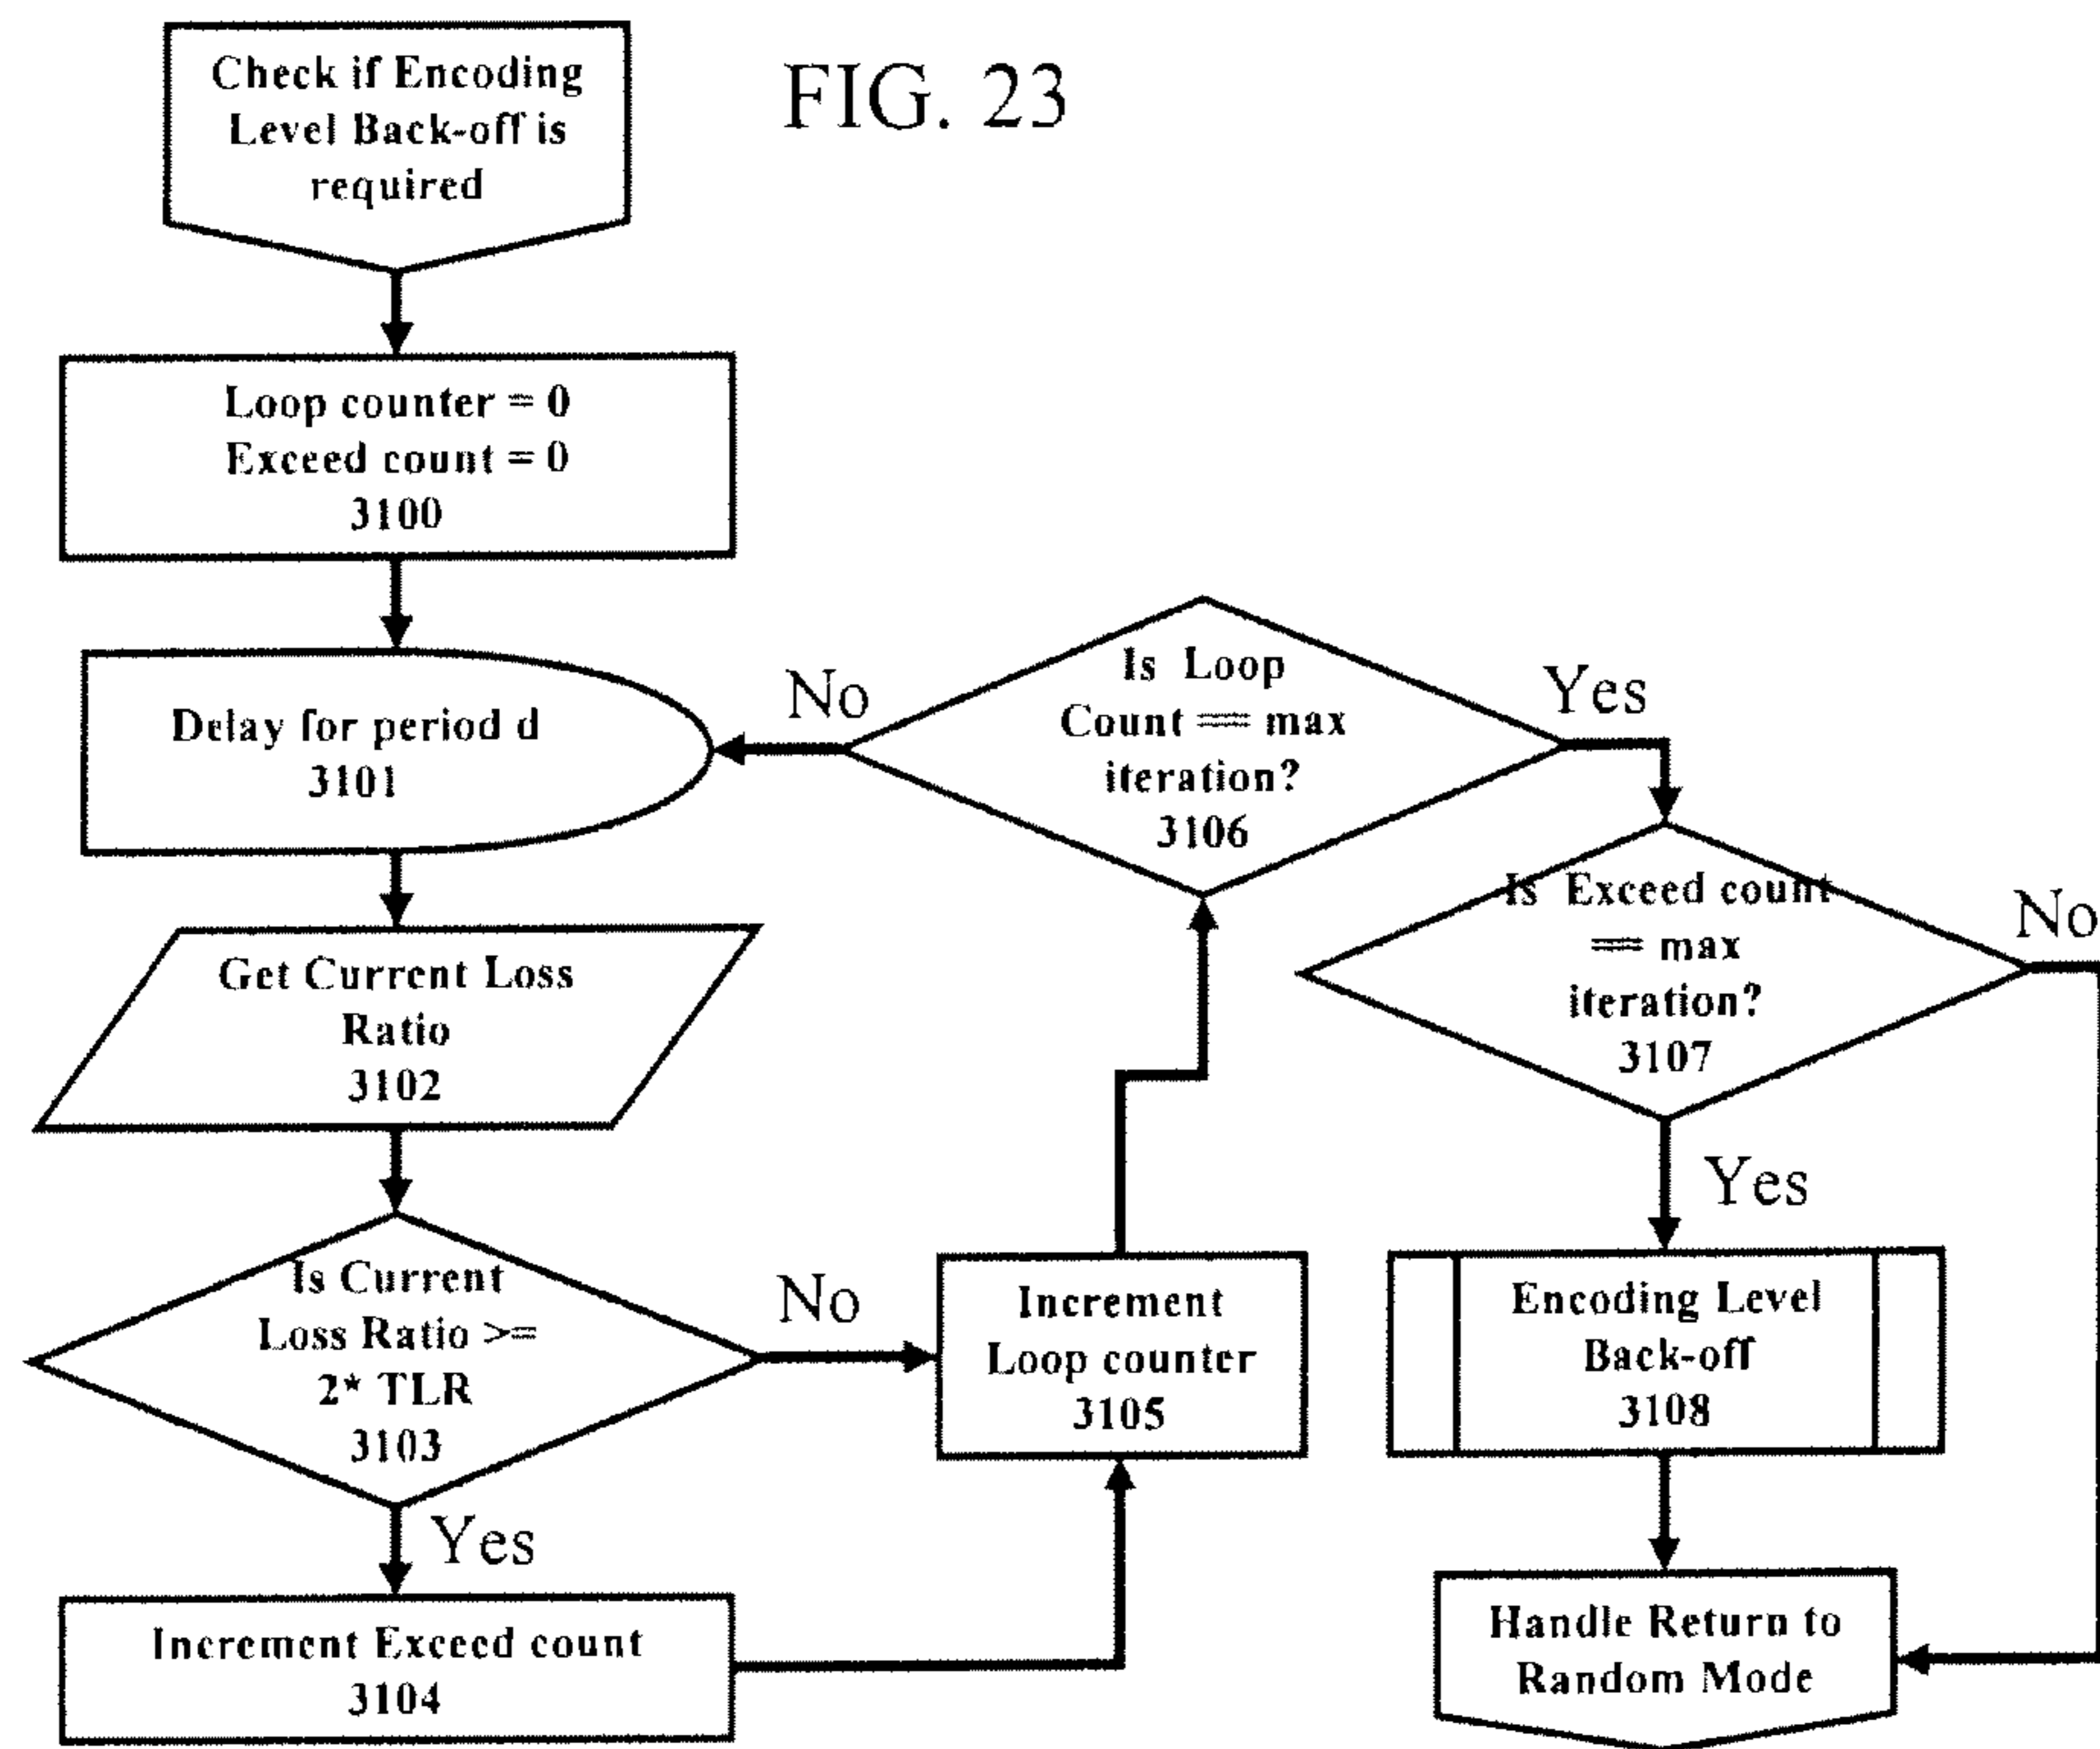 Check if Encoding
Level Back-off is
required
FIG. 23
Loop counter = 0
Exceed count = 0
3100
Delay for period d
3101
No
Is Loop
Count == max
iteration?
3106
Yes
Get Current Loss
Ratio
3102
Is Exceed count
== max
iteration?
3107
No
Is Current
Loss Ratio >=
2* TLR
3103
No
Increment
Loop counter
3105
Yes
Encoding Level
Back-off
3108
Yes
Increment Exceed count
3104
Handle Return to
Random Mode